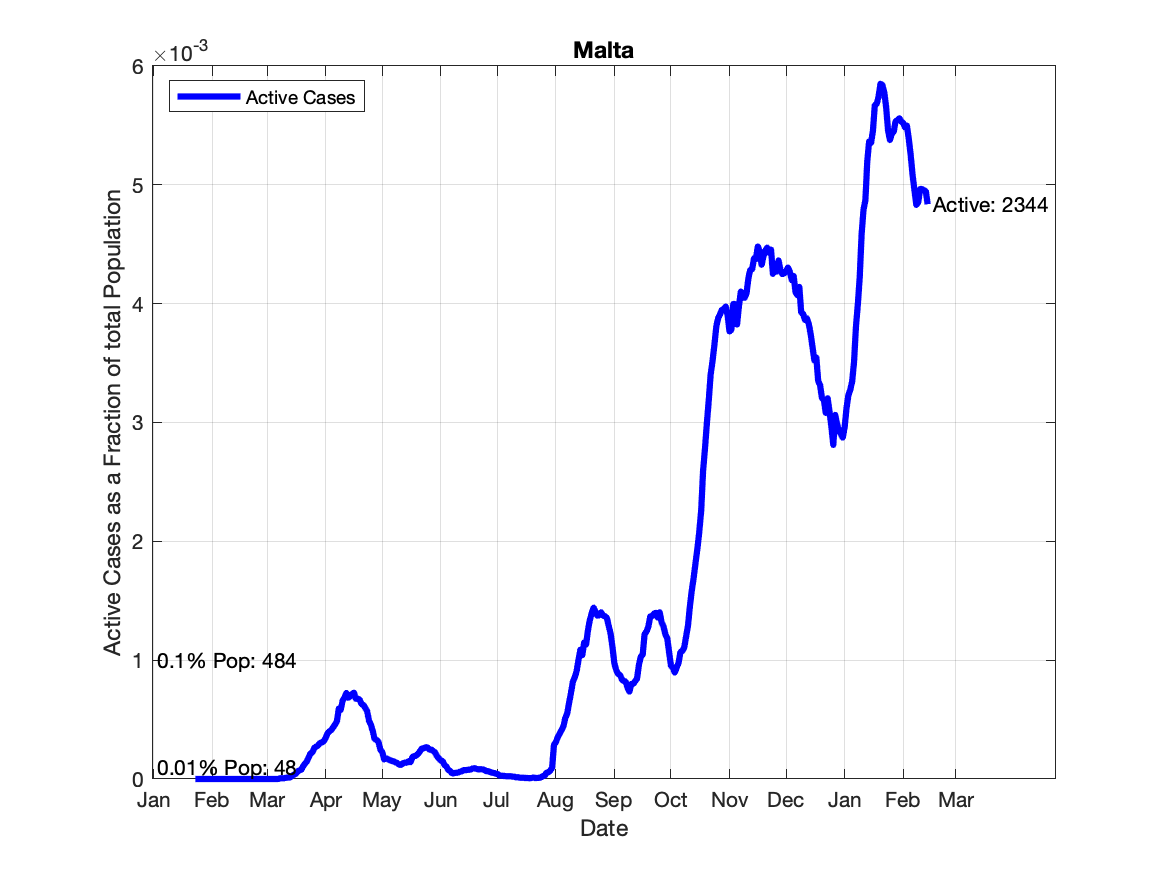 Malta
×10-3
6
5
4
3
2
1
0
Active Cases
Active: 2344
0.1% Pop: 484
0.01% Pop: 48
Active Cases as a Fraction of total Population
Jan Feb Mar Apr May Jun Jul Aug Sep Oct Nov Dec Jan Feb Mar
Date